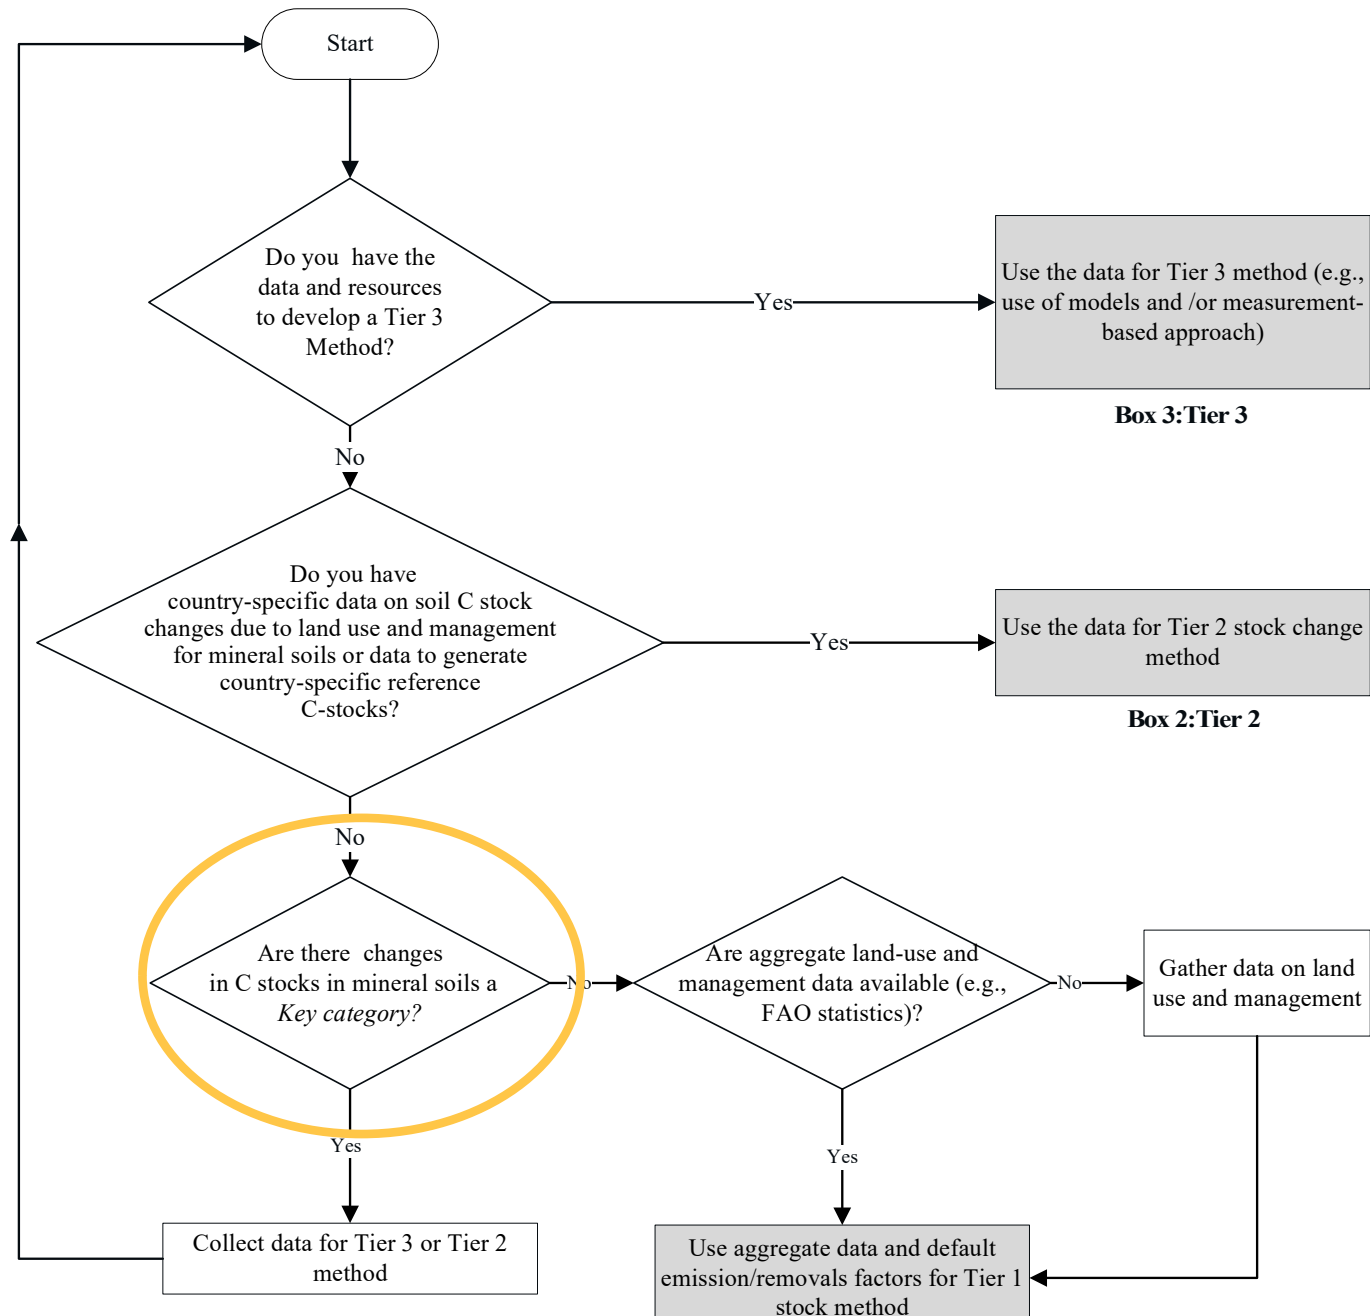 Start
Do you have the
data and resources
to develop a Tier 3
Method?
Yes
Use the data for Tier 3 method (e.g.,
use of models and /or measurement-
based approach)
Box 3:Tier 3
No
Do you have
country-specific data on soil C stock
changes due to land use and management
for mineral soils or data to generate
country-specific reference
C-stocks?
Yes
Use the data for Tier 2 stock change
method
Box 2:Tier 2
No
Are there changes
in C stocks in mineral soils a
Key category?
No
Are aggregate land-use and
management data available (e.g.,
FAO statistics)?
No
Gather data on land
use and management
Yes
Yes
Collect data for Tier 3 or Tier 2
method
Use aggregate data and default
emission/removals factors for Tier 1
stock method